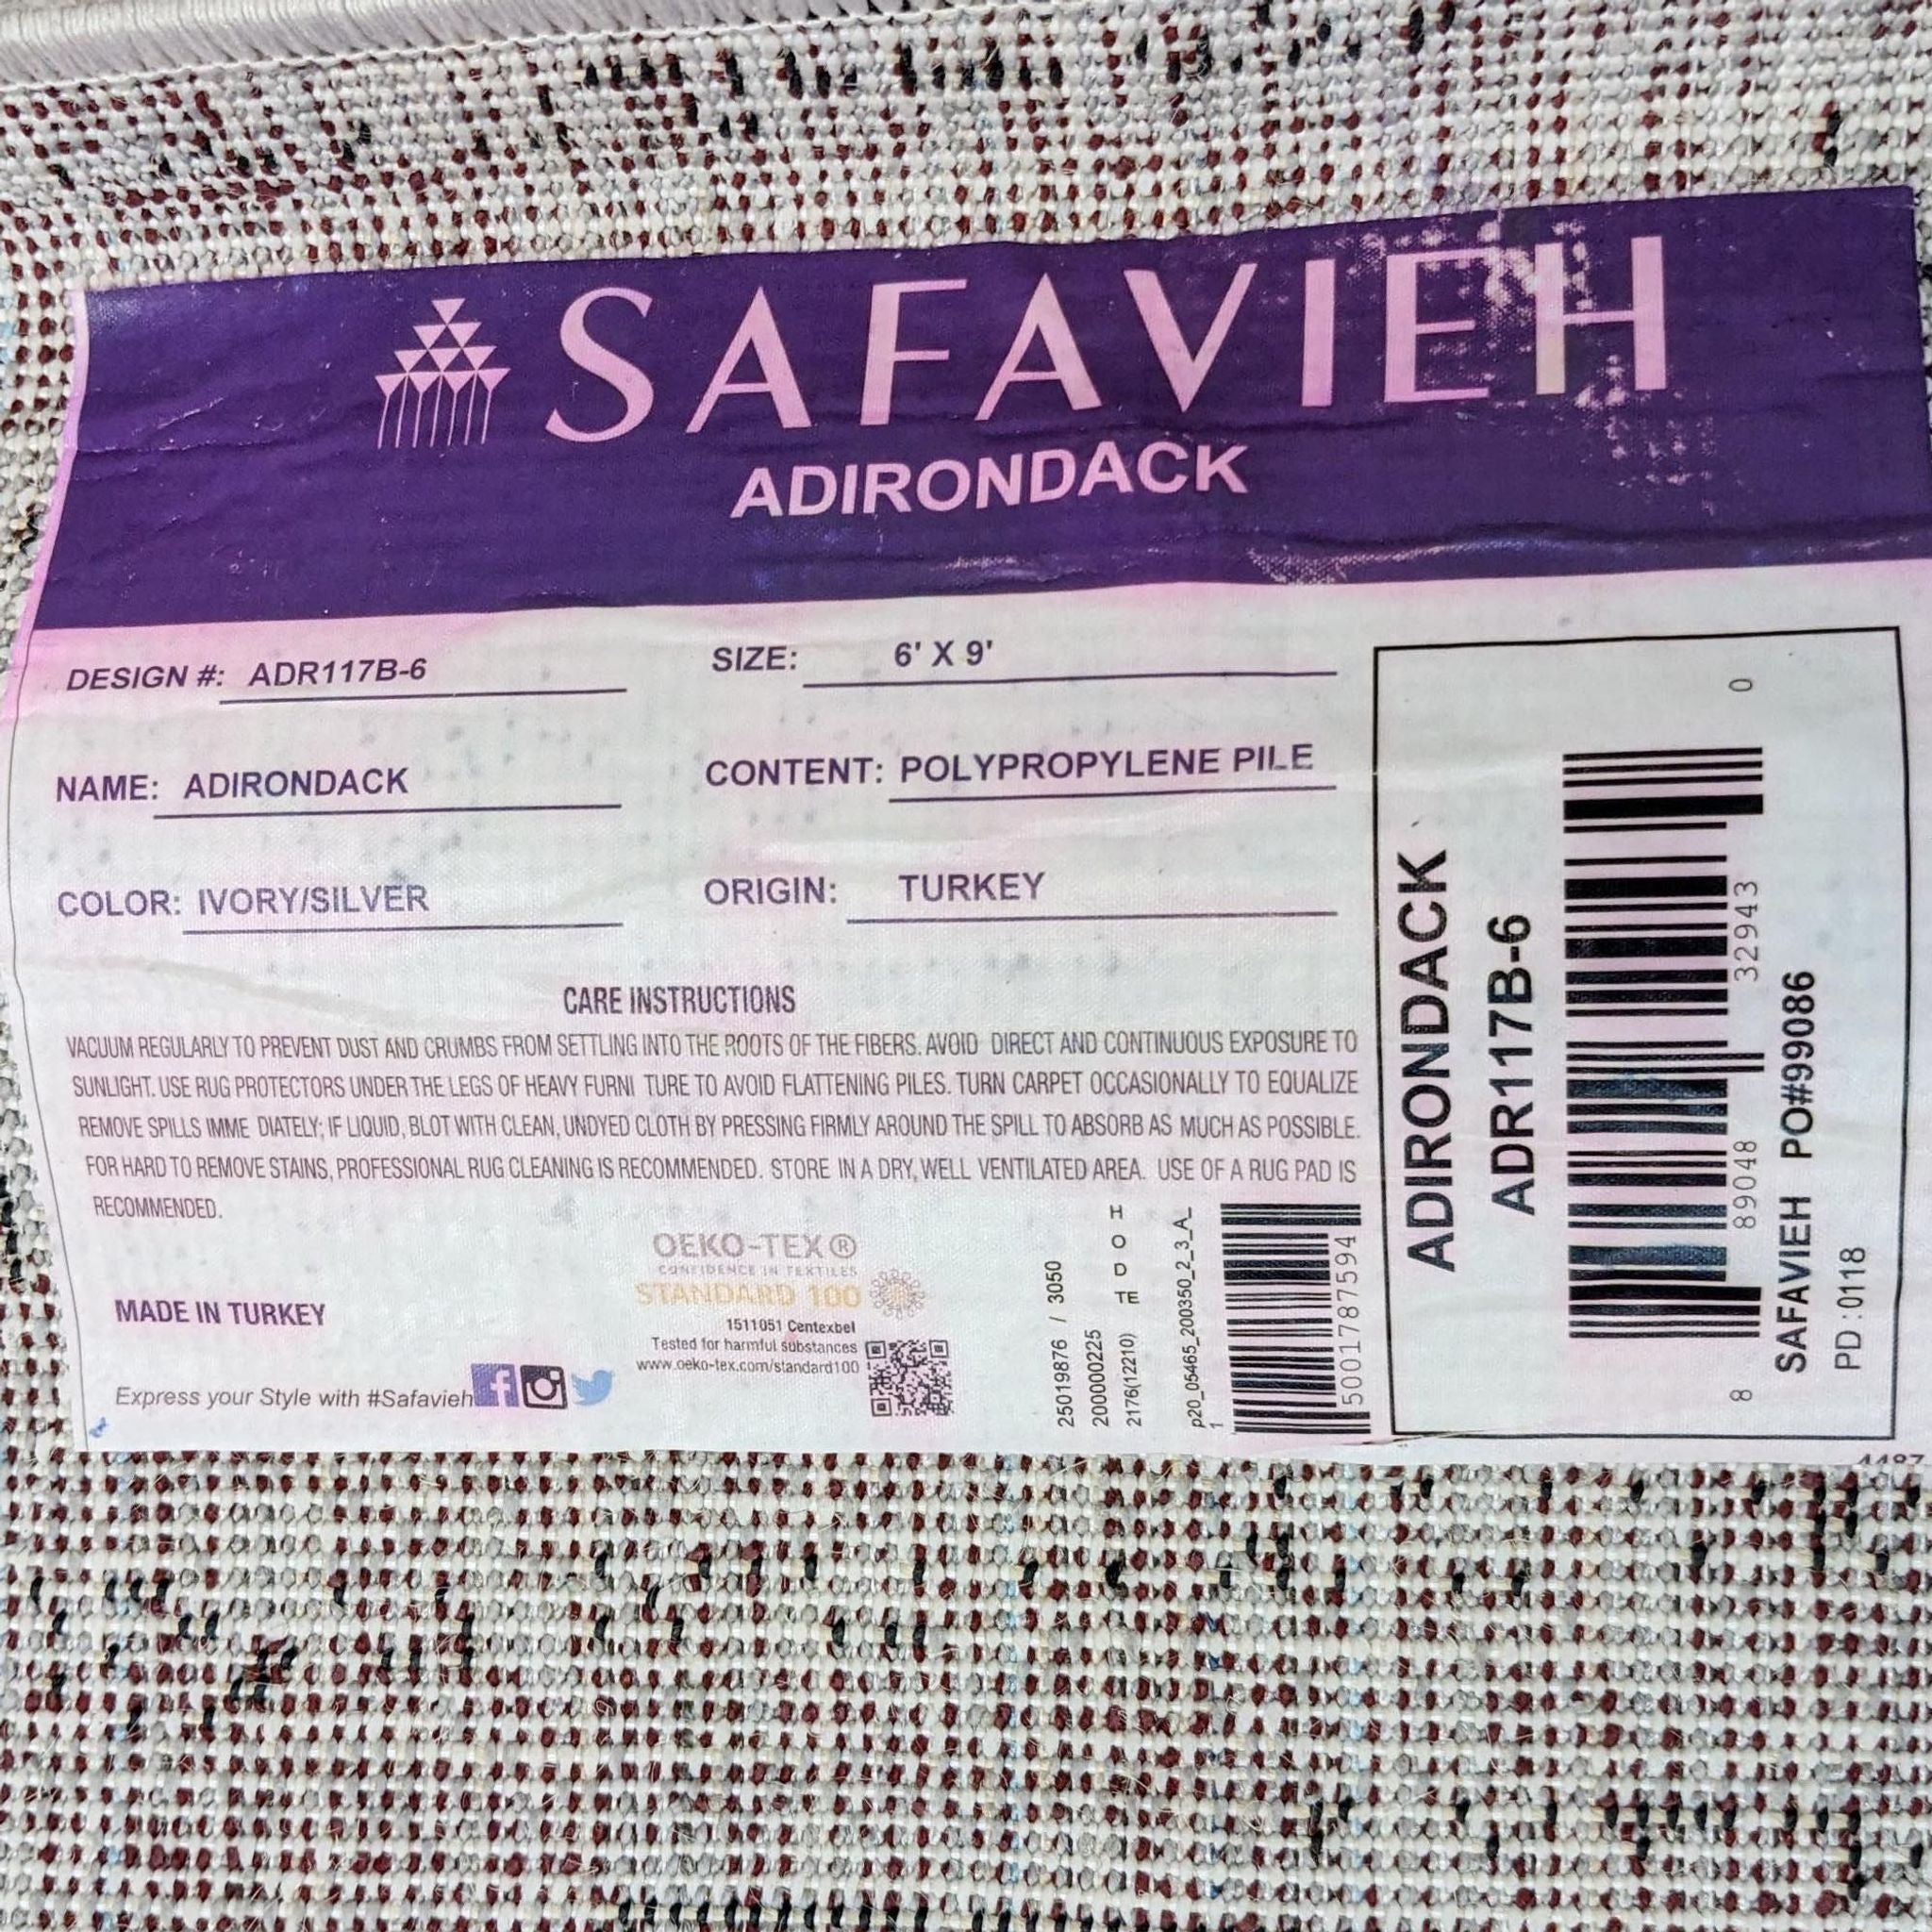 SAFAVIEH
ADIRONDACK
DESIGN #: ADR117B-6
SIZE: 6' X 9'
NAME: ADIRONDACK
CONTENT: POLYPROPYLENE PILE
COLOR: IVORY/SILVER
ORIGIN: TURKEY
CARE INSTRUCTIONS
VACUUM REGULARLY TO PREVENT DUST AND CRUMBS FROM SETTLING INTO THE ROOTS OF THE FIBERS. AVOID DIRECT AND CONTINUOUS EXPOSURE TO
SUNLIGHT. USE RUG PROTECTORS UNDER THE LEGS OF HEAVY FURNI TURE TO AVOID FLATTENING PILES. TURN CARPET OCCASIONALLY TO EQUALIZE
REMOVE SPILLS IMME DIATELY; IF LIQUID, BLOT WITH CLEAN, UNDYED CLOTH BY PRESSING FIRMLY AROUND THE SPILL TO ABSORB AS MUCH AS POSSIBLE.
FOR HARD TO REMOVE STAINS, PROFESSIONAL RUG CLEANING IS RECOMMENDED. STORE IN A DRY, WELL VENTILATED AREA. USE OF A RUG PAD IS
RECOMMENDED.
MADE IN TURKEY
Express your Style with #Safavieh
OEKO-TEX®
CONFIDENCE IN TEXTILES
STANDARD 100
1511051 Centexbel
Tested for harmful substances
www.oeko-tex.com/standard100
25019876 / 3050
2000000225
2176(12210)
H
O
D
TE
p20_05465_200350_2_3_A_
1
5001787594
ADIRONDACK
ADR117B-6
8 89048 32943 0
SAFAVIEH PO#99086
PD :0118